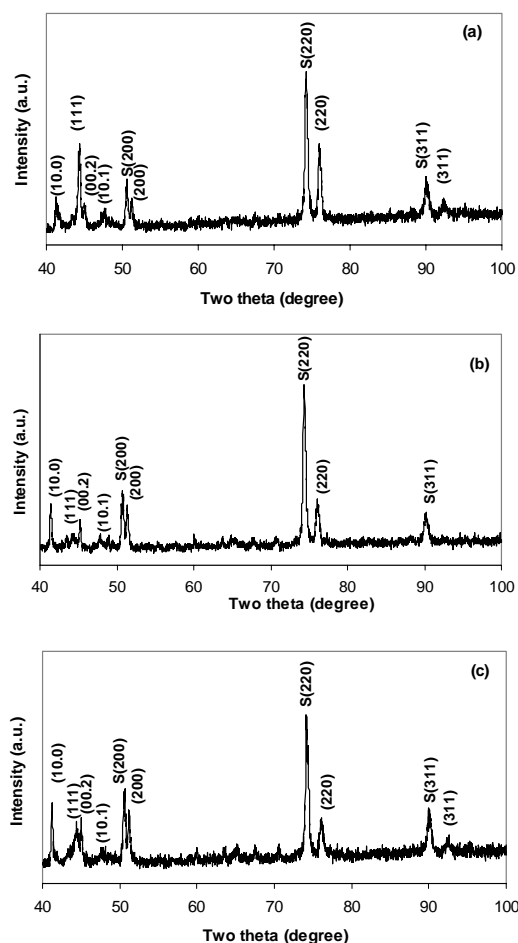 (a)
Intensity (a.u.)
(10.0)
(111)
(00.2)
(10.1)
S(200)
(200)
S(220)
(220)
S(311)
(311)
40 50 60 70 80 90 100
Two theta (degree)
(b)
Intensity (a.u.)
(10.0)
(111)
(00.2)
(10.1)
S(200)
(200)
S(220)
(220)
S(311)
40 50 60 70 80 90 100
Two theta (degree)
(c)
Intensity (a.u.)
(10.0)
(111)
(00.2)
(10.1)
S(200)
(200)
S(220)
(220)
S(311)
(311)
40 50 60 70 80 90 100
Two theta (degree)